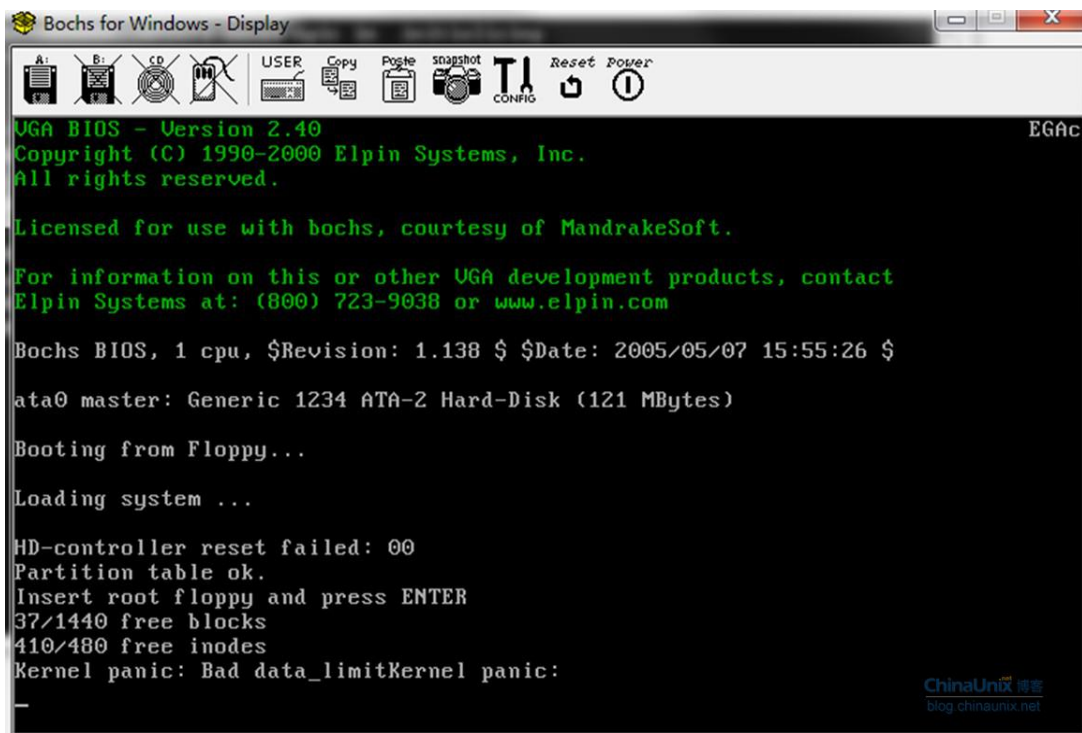 Bochs for Windows - Display
A: B: CD USER Copy Poste snapshot CONFIG Reset Power
VGA BIOS - Version 2.40 EGAc
Copyright (C) 1990-2000 Elpin Systems, Inc.
All rights reserved.
Licensed for use with bochs, courtesy of MandrakeSoft.
For information on this or other VGA development products, contact
Elpin Systems at: (800) 723-9038 or www.elpin.com
Bochs BIOS, 1 cpu, $Revision: 1.138 $ $Date: 2005/05/07 15:55:26 $
ata0 master: Generic 1234 ATA-2 Hard-Disk (121 MBytes)
Booting from Floppy...
Loading system ...
HD-controller reset failed: 00
Partition table ok.
Insert root floppy and press ENTER
37/1440 free blocks
410/480 free inodes
Kernel panic: Bad data_limitKernel panic:
ChinaUnix.net 博客
blog.chinaunix.net